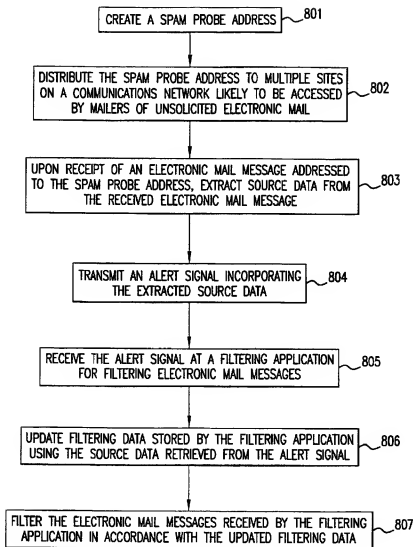 CREATE A SPAM PROBE ADDRESS 801
DISTRIBUTE THE SPAM PROBE ADDRESS TO MULTIPLE SITES
ON A COMMUNICATIONS NETWORK LIKELY TO BE ACCESSED
BY MAILERS OF UNSOLICITED ELECTRONIC MAIL
802
UPON RECEIPT OF AN ELECTRONIC MAIL MESSAGE ADDRESSED
TO THE SPAM PROBE ADDRESS, EXTRACT SOURCE DATA FROM
THE RECEIVED ELECTRONIC MAIL MESSAGE
803
TRANSMIT AN ALERT SIGNAL INCORPORATING
THE EXTRACTED SOURCE DATA
804
RECEIVE THE ALERT SIGNAL AT A FILTERING APPLICATION
FOR FILTERING ELECTRONIC MAIL MESSAGES
805
UPDATE FILTERING DATA STORED BY THE FILTERING APPLICATION
USING THE SOURCE DATA RETRIEVED FROM THE ALERT SIGNAL
806
FILTER THE ELECTRONIC MAIL MESSAGES RECEIVED BY THE FILTERING
APPLICATION IN ACCORDANCE WITH THE UPDATED FILTERING DATA
807